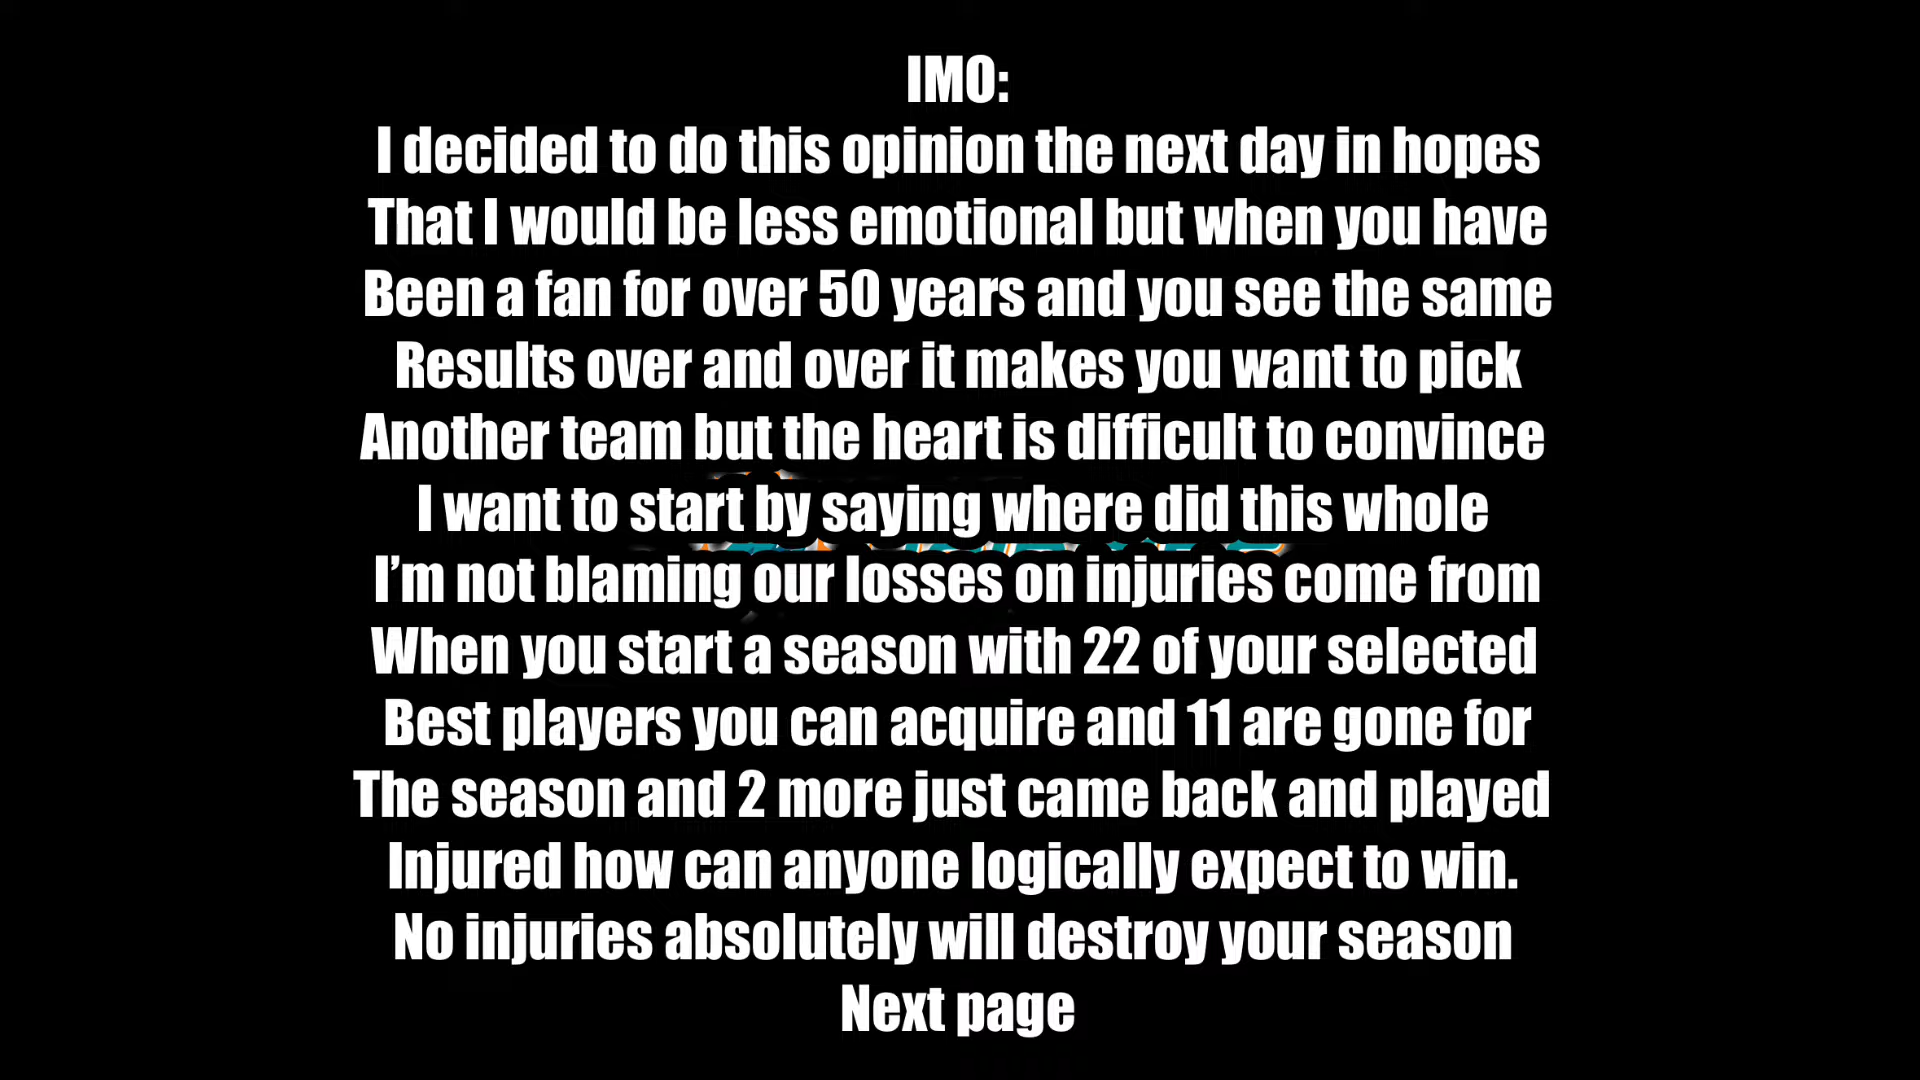 IMO:
I decided to do this opinion the next day in hopes
That I would be less emotional but when you have
Been a fan for over 50 years and you see the same
Results over and over it makes you want to pick
Another team but the heart is difficult to convince
I want to start by saying where did this whole
I’m not blaming our losses on injuries come from
When you start a season with 22 of your selected
Best players you can acquire and 11 are gone for
The season and 2 more just came back and played
Injured how can anyone logically expect to win.
No injuries absolutely will destroy your season
Next page